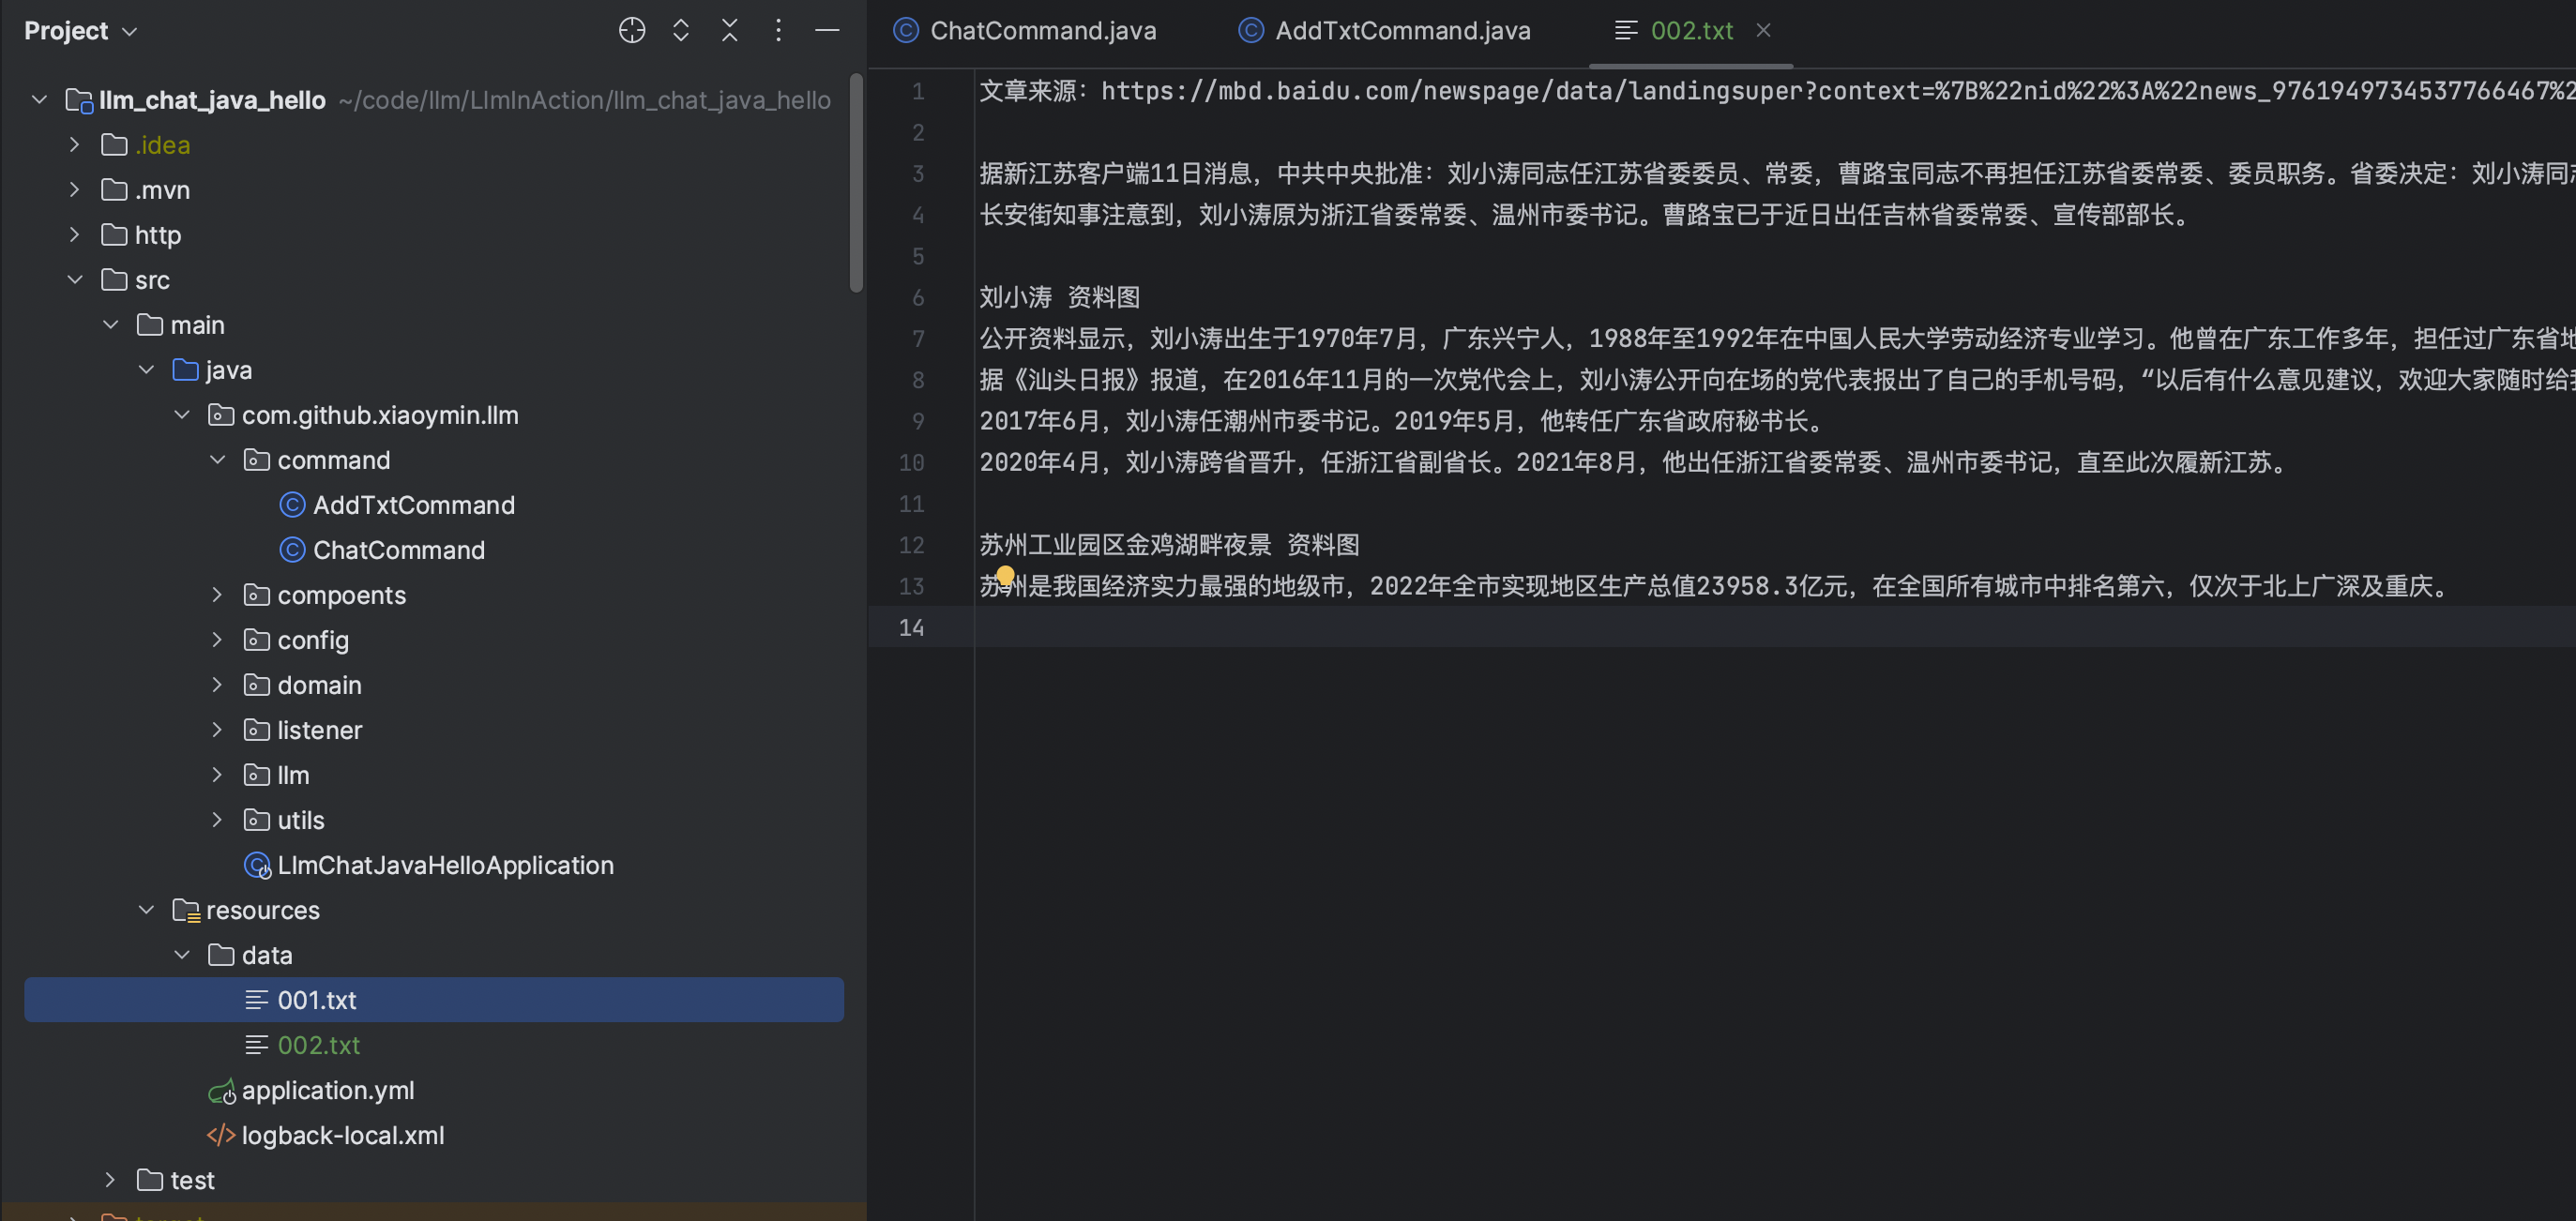 Project
llm_chat_java_hello ~/code/llm/LlmInAction/llm_chat_java_hello
.idea
.mvn
http
src
main
java
com.github.xiaoymin.llm
command
AddTxtCommand
ChatCommand
compoents
config
domain
listener
llm
utils
LlmChatJavaHelloApplication
resources
data
001.txt
002.txt
application.yml
logback-local.xml
test
ChatCommand.java AddTxtCommand.java 002.txt
1 文章来源：https://mbd.baidu.com/newspage/data/landingsuper?context=%7B%22nid%22%3A%22news_9761949734537766467%2
2
3 据新江苏客户端11日消息，中共中央批准：刘小涛同志任江苏省委委员、常委，曹路宝同志不再担任江苏省委常委、委员职务。省委决定：刘小涛同志
4 长安街知事注意到，刘小涛原为浙江省委常委、温州市委书记。曹路宝已于近日出任吉林省委常委、宣传部部长。
5
6 刘小涛 资料图
7 公开资料显示，刘小涛出生于1970年7月，广东兴宁人，1988年至1992年在中国人民大学劳动经济专业学习。他曾在广东工作多年，担任过广东省地
8 据《汕头日报》报道，在2016年11月的一次党代会上，刘小涛公开向在场的党代表报出了自己的手机号码，“以后有什么意见建议，欢迎大家随时给我
9 2017年6月，刘小涛任潮州市委书记。2019年5月，他转任广东省政府秘书长。
10 2020年4月，刘小涛跨省晋升，任浙江省副省长。2021年8月，他出任浙江省委常委、温州市委书记，直至此次履新江苏。
11
12 苏州工业园区金鸡湖畔夜景 资料图
13 苏州是我国经济实力最强的地级市，2022年全市实现地区生产总值23958.3亿元，在全国所有城市中排名第六，仅次于北上广深及重庆。
14